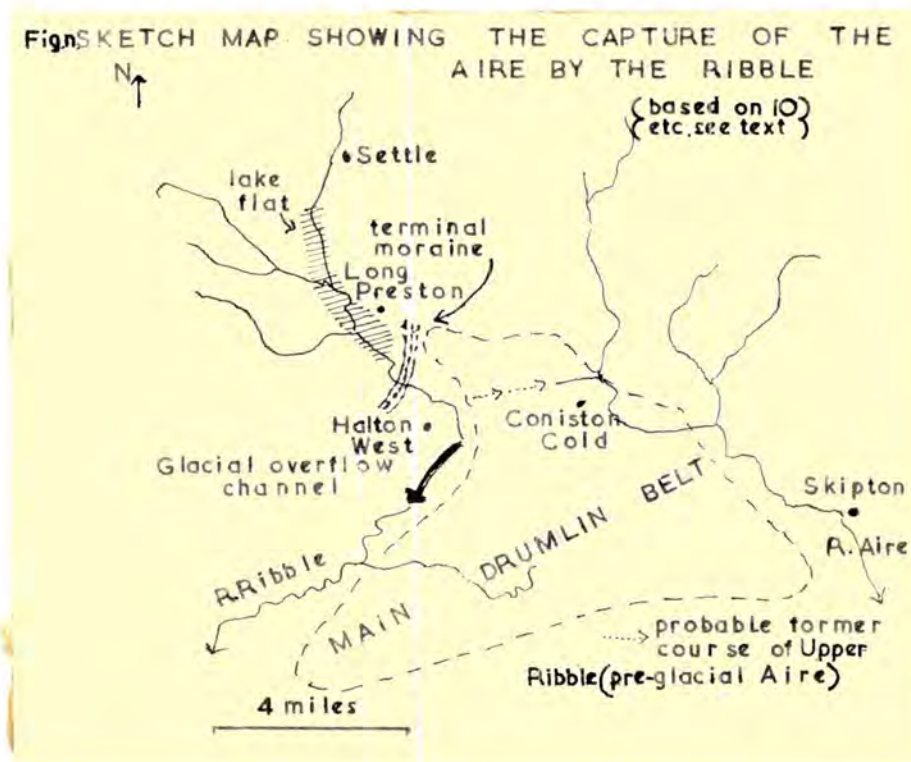 Fign SKETCH MAP SHOWING THE CAPTURE OF THE
AIRE BY THE RIBBLE
N
(based on 10)
etc. see text
Settle
lake
flat
terminal
moraine
Long
Preston
Halton
West
Coniston
Cold
Glacial overflow
channel
Skipton
R. Aire
R.Ribble
MAIN DRUMLIN BELT
probable former
course of Upper
Ribble (pre-glacial Aire)
4 miles